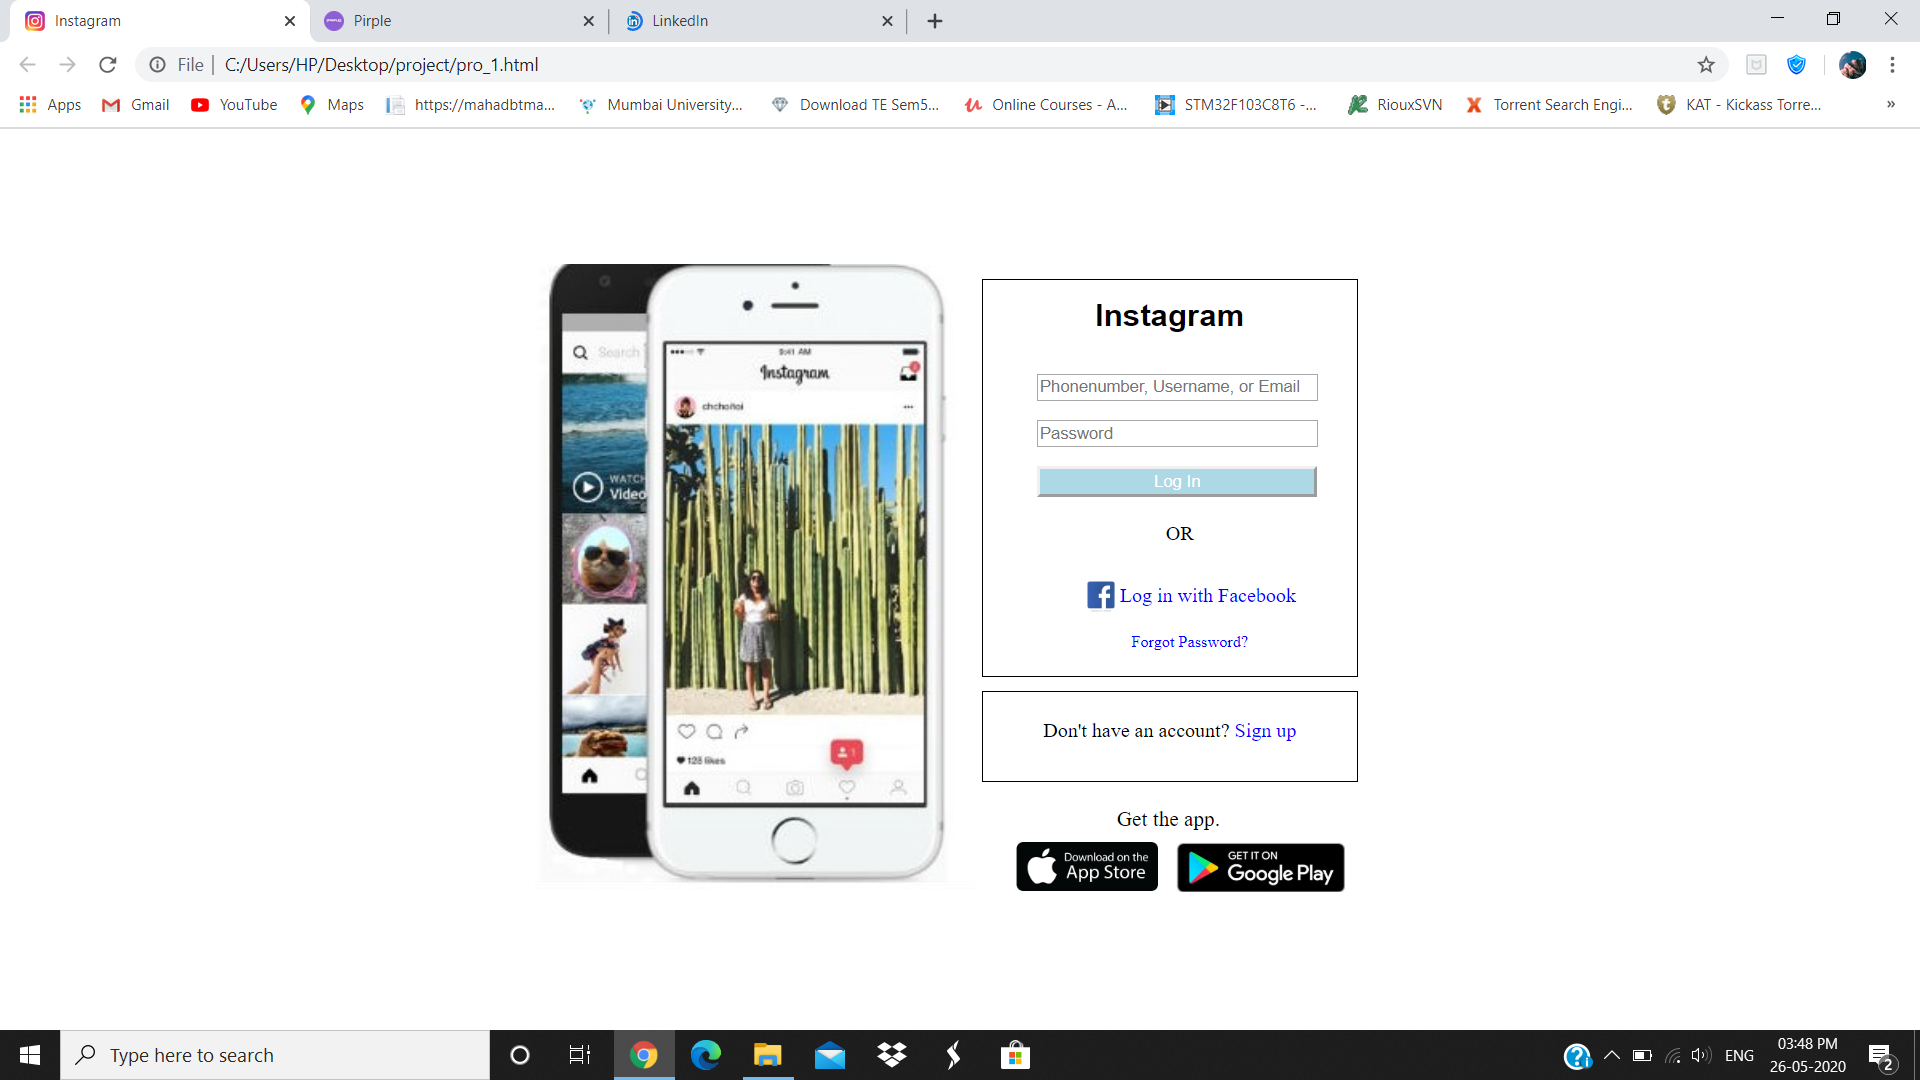 Instagram
Pirple
LinkedIn
File
C:/Users/HP/Desktop/project/pro_1.html
Apps
Gmail
YouTube
Maps
https://mahadbtma...
Mumbai University...
Download TE Sem5...
Online Courses - A...
STM32F103C8T6 -...
RiouxSVN
Torrent Search Engi...
KAT - Kickass Torre...
»
Search
WATCH
Video
9:41 AM
Instagram
chchoitoi
128 likes
1
Instagram
Phonenumber, Username, or Email
Password
Log In
OR
Log in with Facebook
Forgot Password?
Don't have an account? Sign up
Get the app.
Download on the
App Store
GET IT ON
Google Play
Type here to search
ENG
03:48 PM
26-05-2020
2